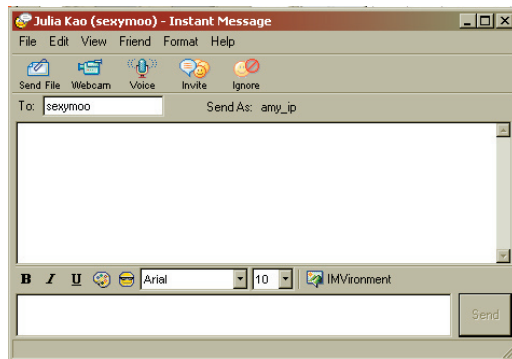 Julia Kao (sexymoo) - Instant Message
File Edit View Friend Format Help
Send File Webcam Voice Invite Ignore
To: sexymoo Send As: amy_ip
B I U Arial 10 IMVironment
Send